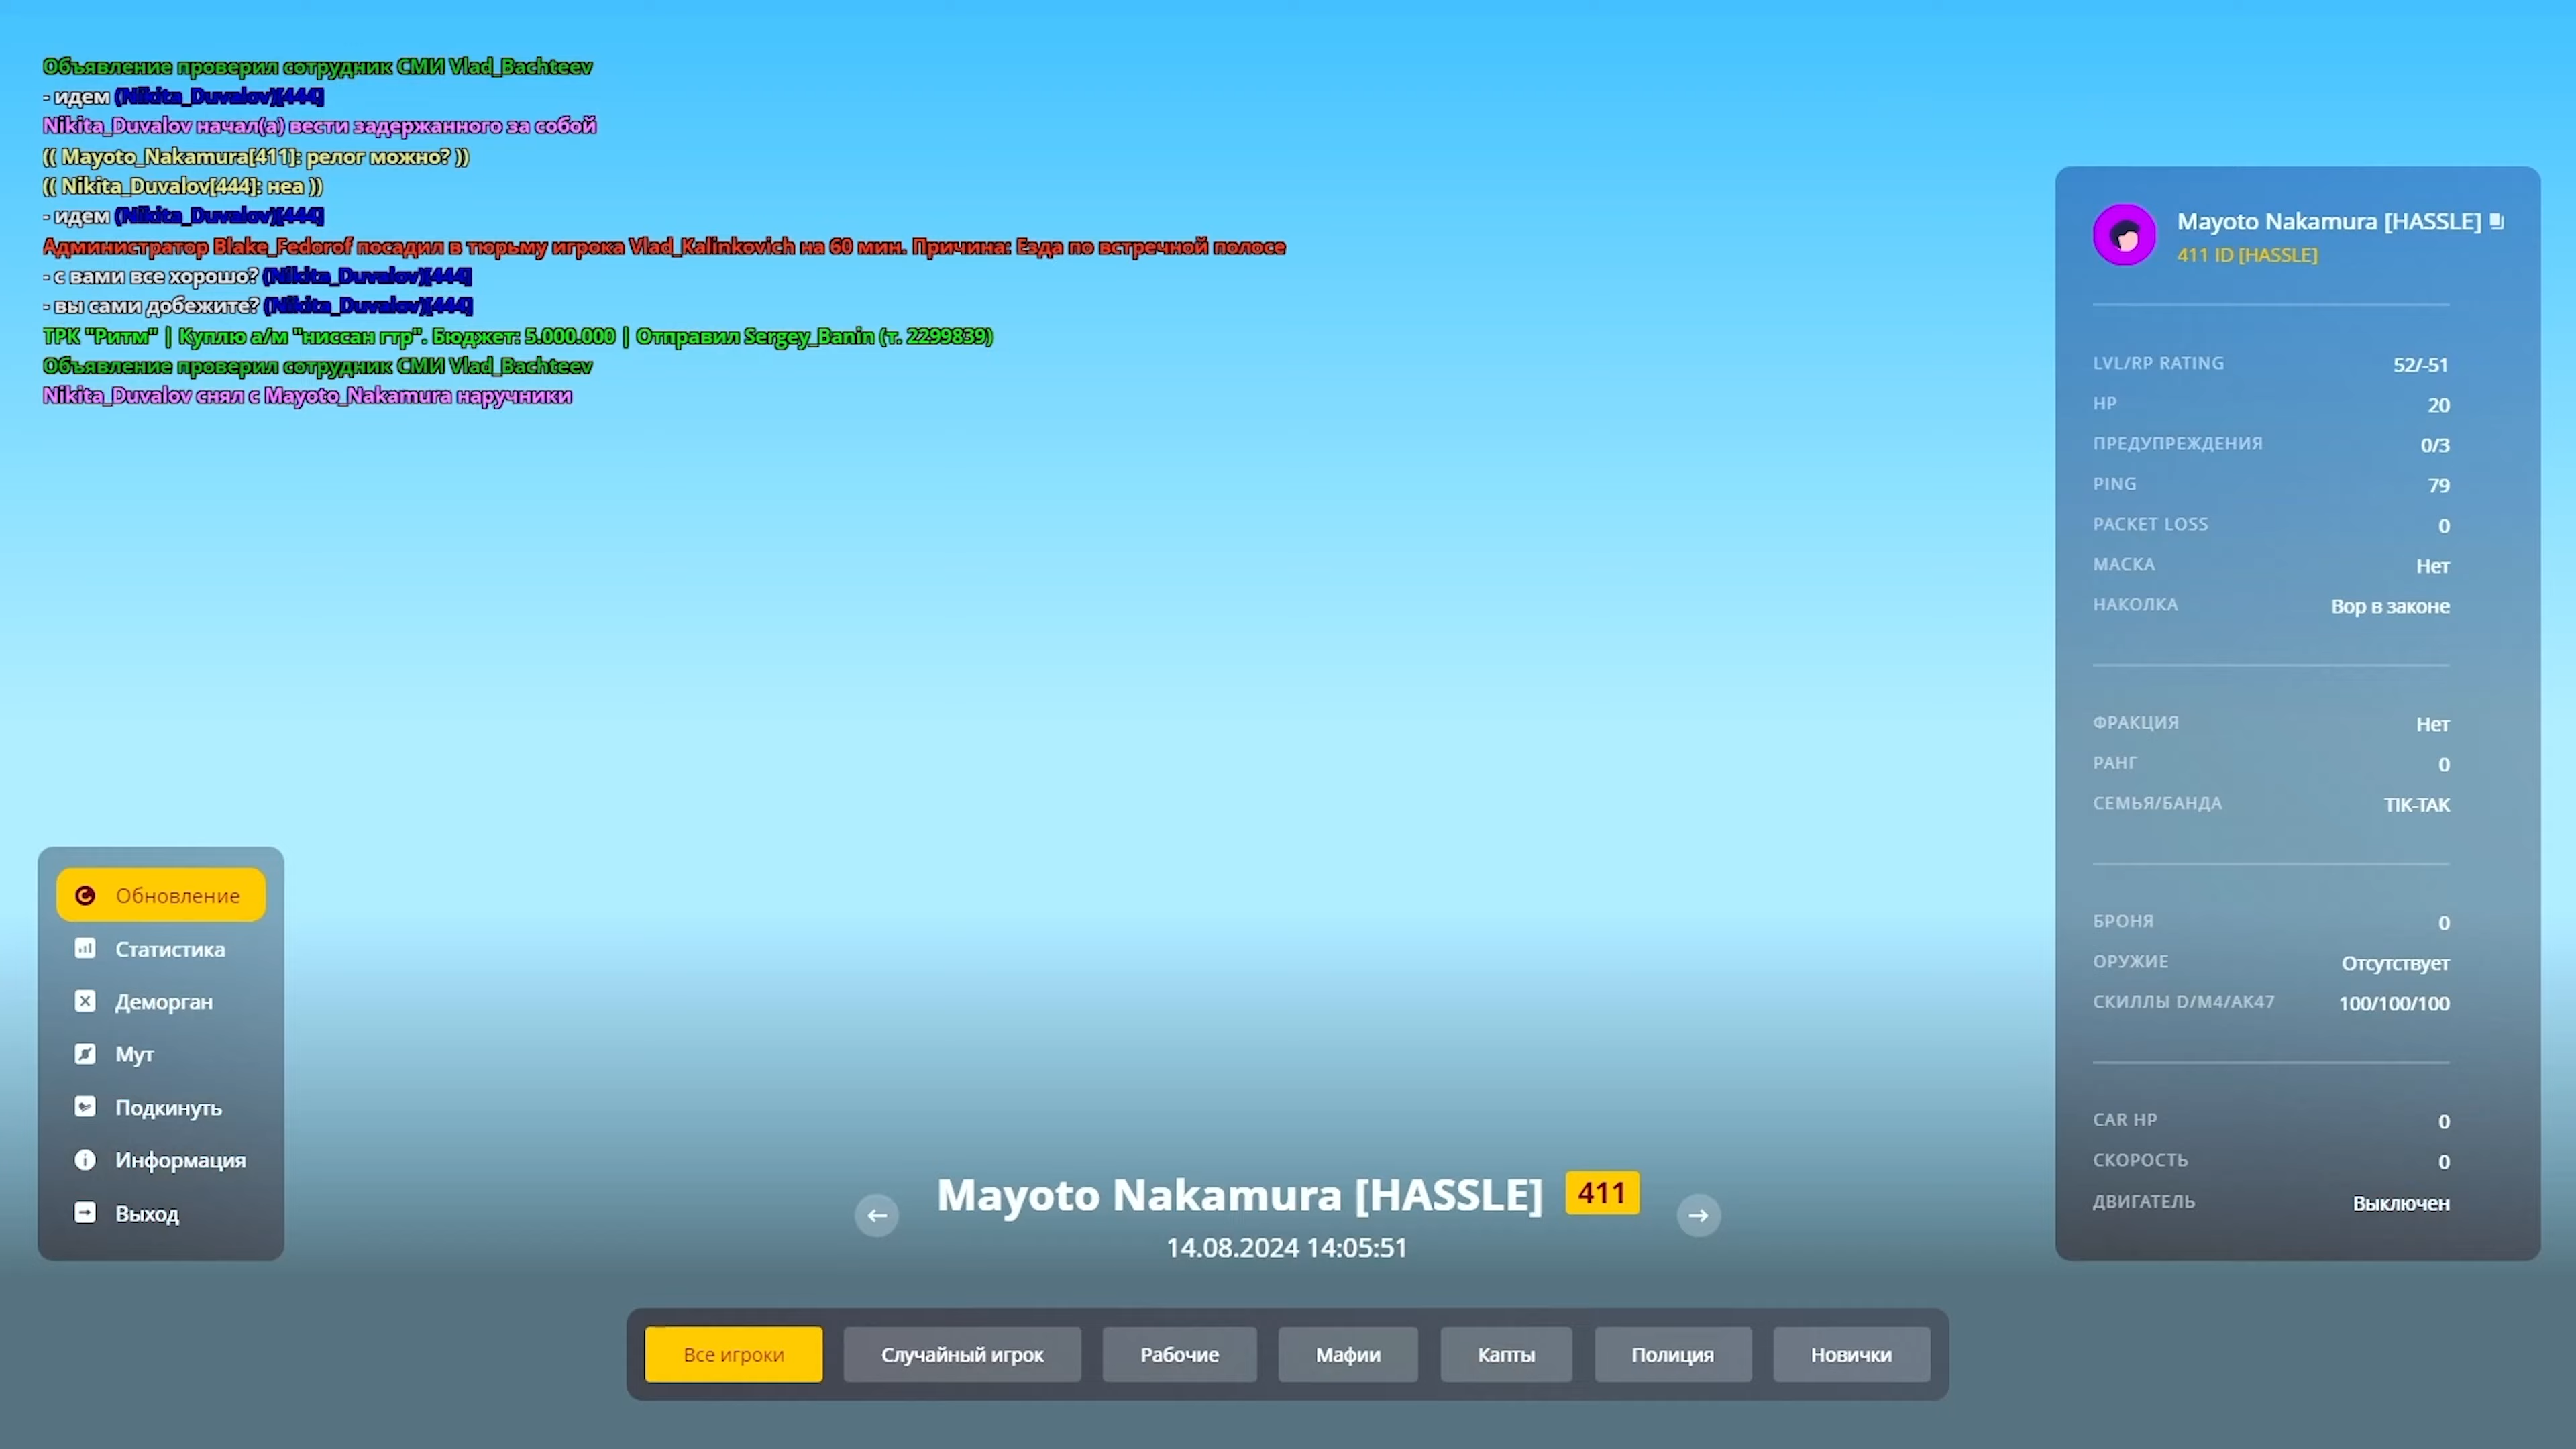 Объявление проверил сотрудник СМИ Vlad_Bachteev
- идем (Nikita_Duvalov)[444]
Nikita_Duvalov начал(а) вести задержанного за собой
(( Mayoto_Nakamura[411]: релог можно? ))
(( Nikita_Duvalov[444]: неа ))
- идем (Nikita_Duvalov)[444]
Администратор Blake_Fedorof посадил в тюрьму игрока Vlad_Kalinkovich на 60 мин. Причина: Езда по встречной полосе
- с вами все хорошо? (Nikita_Duvalov)[444]
- вы сами добежите? (Nikita_Duvalov)[444]
ТРК "Ритм" | Куплю а/м "ниссан гтр". Бюджет: 5.000.000 | Отправил Sergey_Banin (т. 2299839)
Объявление проверил сотрудник СМИ Vlad_Bachteev
Nikita_Duvalov снял с Mayoto_Nakamura наручники
Обновление
Статистика
Деморган
Мут
Подкинуть
Информация
Выход
Mayoto Nakamura [HASSLE] 411
14.08.2024 14:05:51
Все игроки
Случайный игрок
Рабочие
Мафии
Капты
Полиция
Новички
Mayoto Nakamura [HASSLE]
411 ID [HASSLE]
LVL/RP RATING 52/-51
HP 20
ПРЕДУПРЕЖДЕНИЯ 0/3
PING 79
PACKET LOSS 0
МАСКА Нет
НАКОЛКА Вор в законе
ФРАКЦИЯ Нет
РАНГ 0
СЕМЬЯ/БАНДА TIK-TAK
БРОНЯ 0
ОРУЖИЕ Отсутствует
СКИЛЛЫ D/M4/AK47 100/100/100
CAR HP 0
СКОРОСТЬ 0
ДВИГАТЕЛЬ Выключен